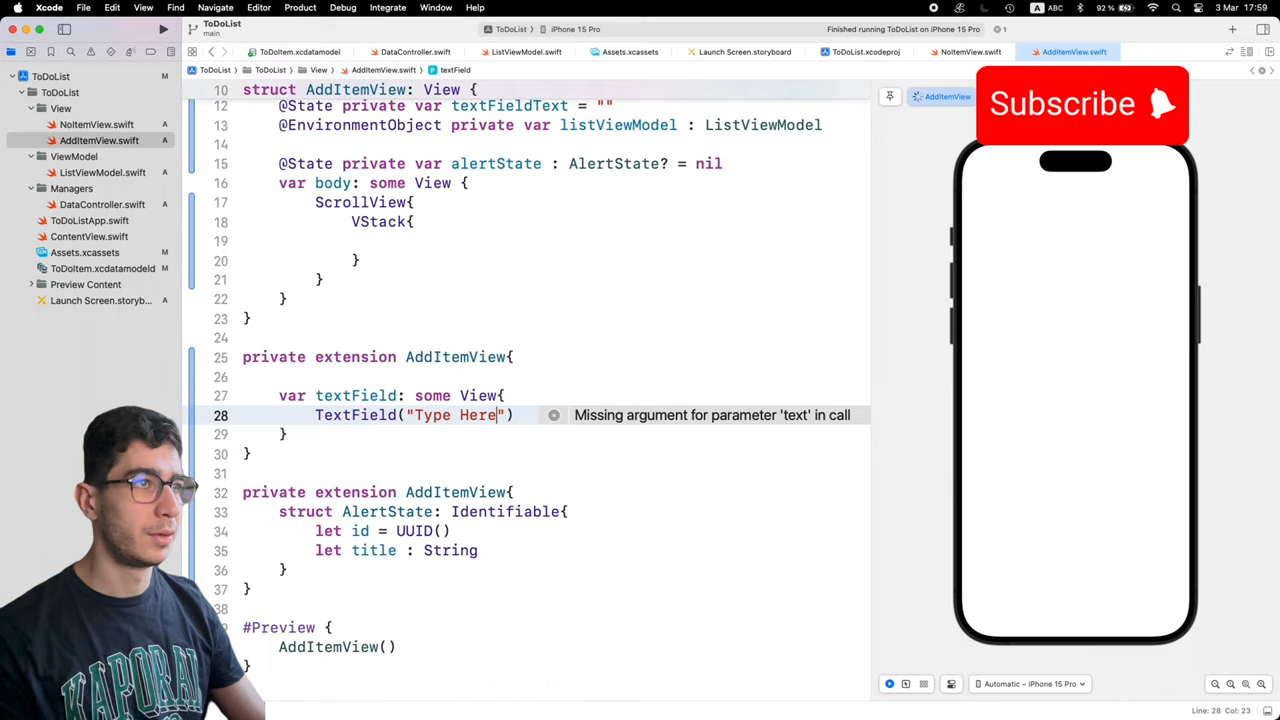 Xcode File Edit View Find Navigate Editor Product Debug Integrate Window Help
A ABC 92 % 3 Mar 17:59
ToDoList
main
ToDoList 〉 iPhone 15 Pro
Finished running ToDoList on iPhone 15 Pro
1
ToDoItem.xcdatamodel DataController.swift ListViewModel.swift Assets.xcassets Launch Screen.storyboard ToDoList.xcodeproj NoItemView.swift AddItemView.swift
ToDoList 〉 ToDoList 〉 View 〉 AddItemView.swift 〉 textField
ToDoList M
ToDoList
View
NoItemView.swift A
AddItemView.swift A
ViewModel
ListViewModel.swift A
Managers
DataController.swift A
ToDoListApp.swift M
ContentView.swift M
Assets.xcassets M
ToDoItem.xcdatamodeld M
Preview Content
Launch Screen.storyb... A
10 struct AddItemView: View {
12 @State private var textFieldText = ""
13 @EnvironmentObject private var listViewModel : ListViewModel
14
15 @State private var alertState : AlertState? = nil
16 var body: some View {
17 ScrollView{
18 VStack{
19
20 }
21 }
22 }
23 }
24
25 private extension AddItemView{
26
27 var textField: some View{
28 TextField("Type Here") Missing argument for parameter 'text' in call
29 }
30 }
31
32 private extension AddItemView{
33 struct AlertState: Identifiable{
34 let id = UUID()
35 let title : String
36 }
37 }
38
#Preview {
AddItemView()
}
AddItemView
Subscribe
Automatic – iPhone 15 Pro
Line: 28 Col: 23
KAPORAL